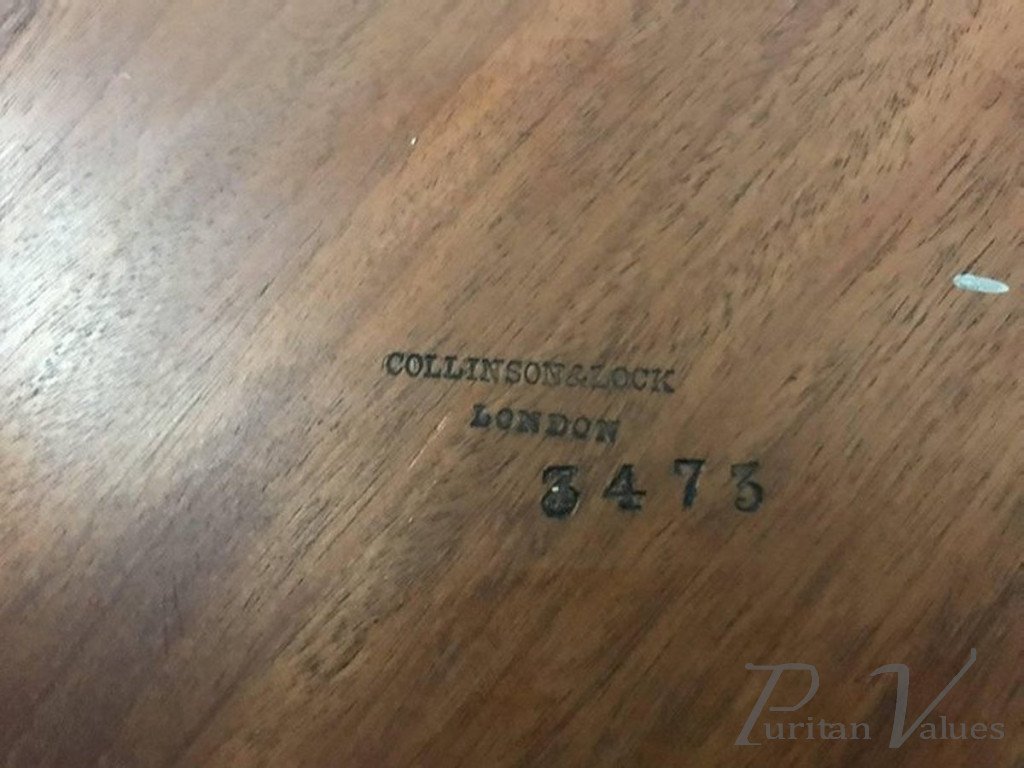 COLLINSON&LOCK
LONDON
3473
Puritan Values